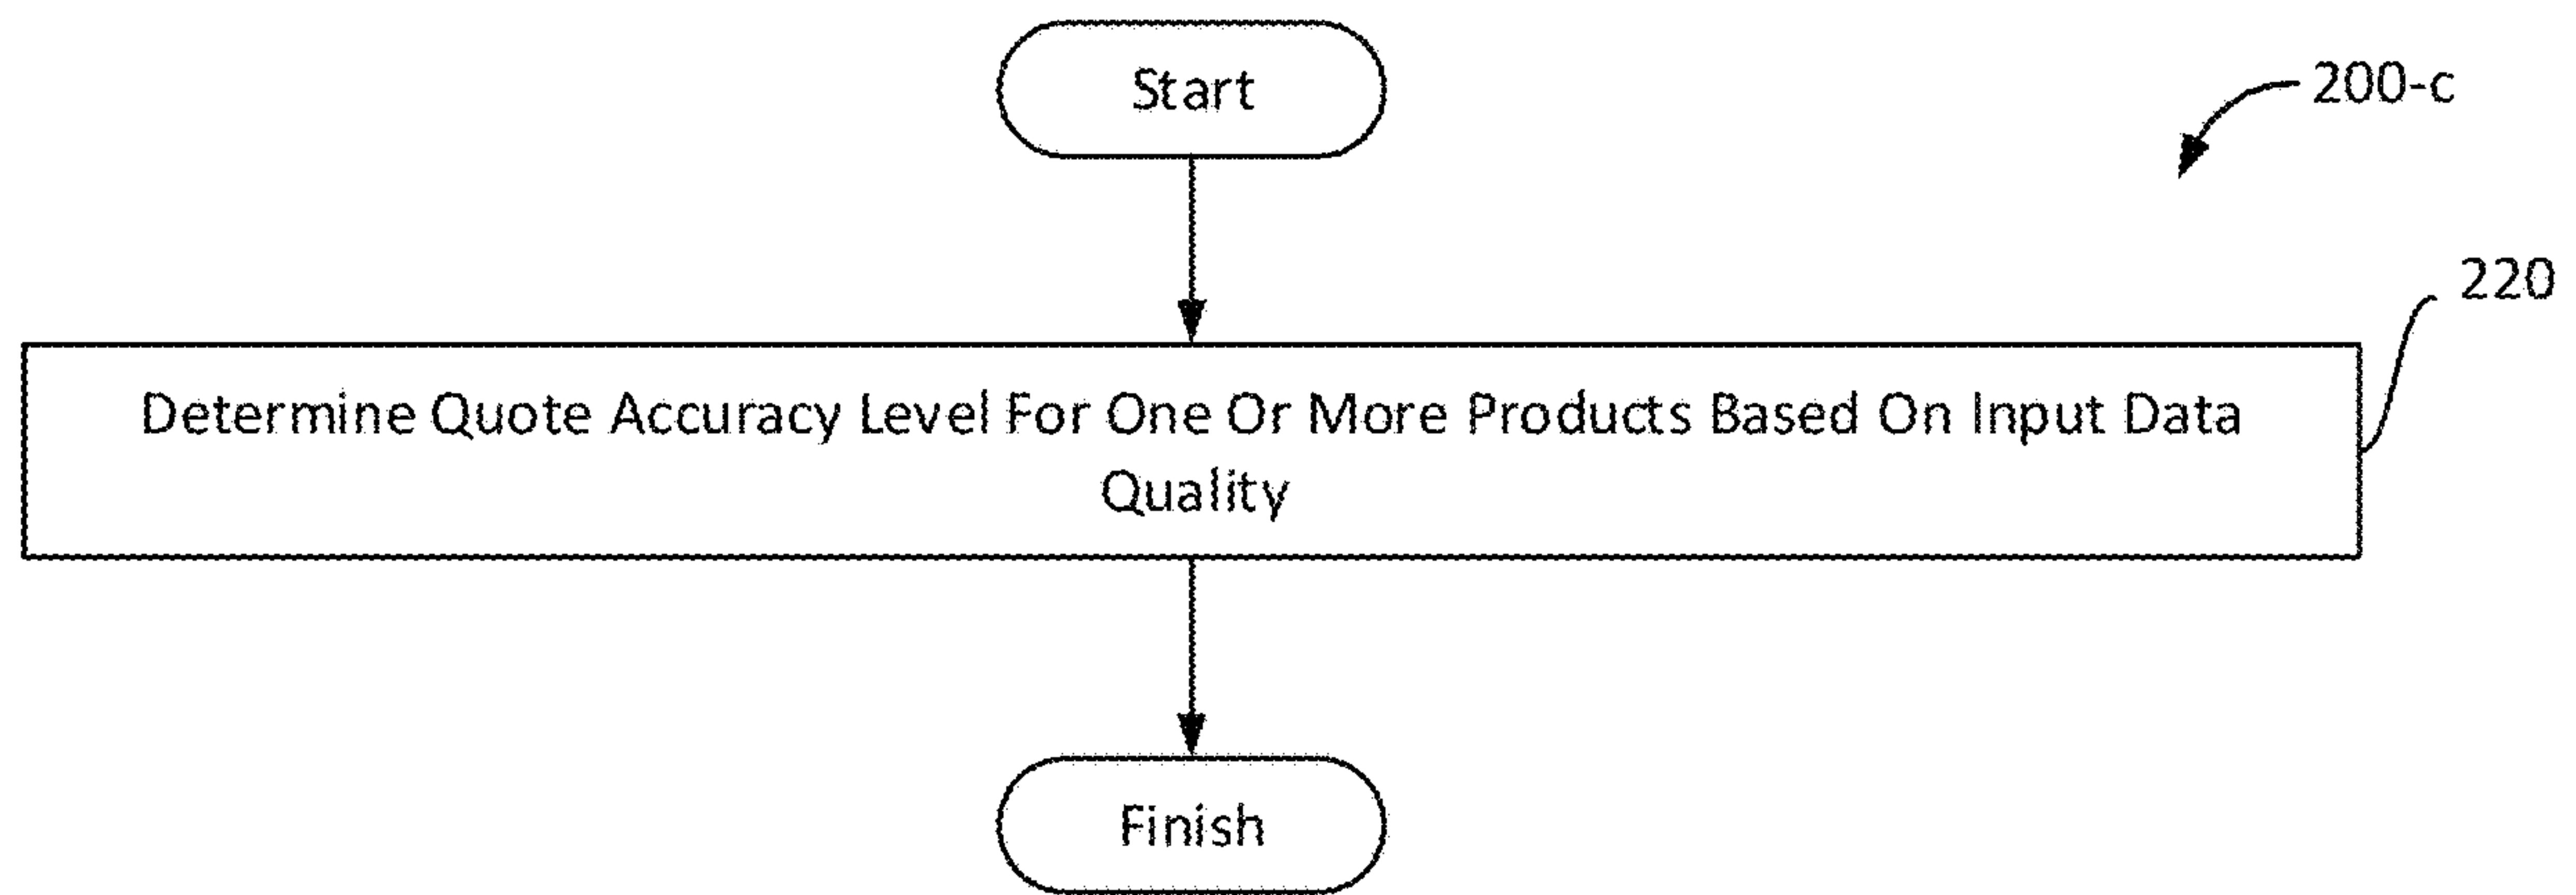 Start
200-c
220
Determine Quote Accuracy Level For One Or More Products Based On Input Data
Quality
Finish